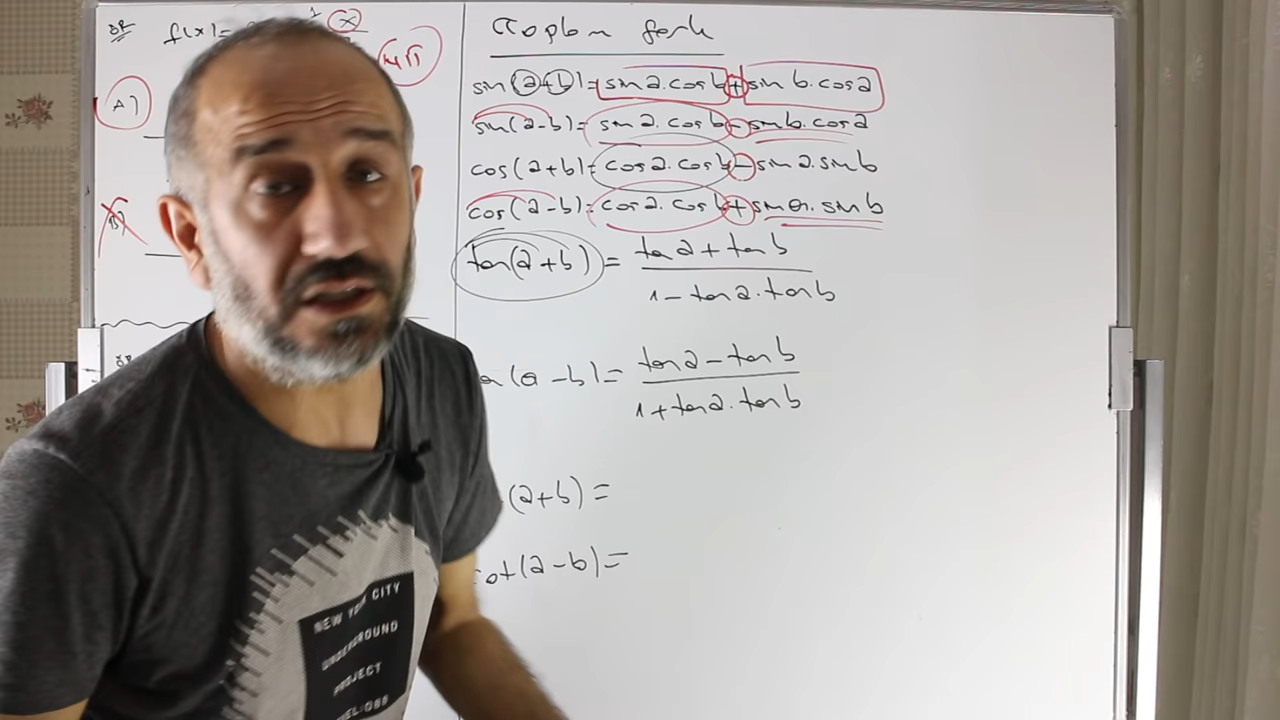 ÖR f(x)=
x
4π
A)
B)
Toplam fark
sin(a+b)=sin a.cos b+sin b.cos a
sin(a-b)=sin a.cos b-sin b.cos a
cos(a+b)=cos a.cos b-sin a.sin b
cos(a-b)=cos a.cos b+sin a.sin b
tan(a+b)= tan a+tan b
1-tan a.tan b
(a-b)= tan a-tan b
1+tan a.tan b
(a+b)=
cot(a-b)=
NEW YORK CITY
UNDERGROUND
PROJECT